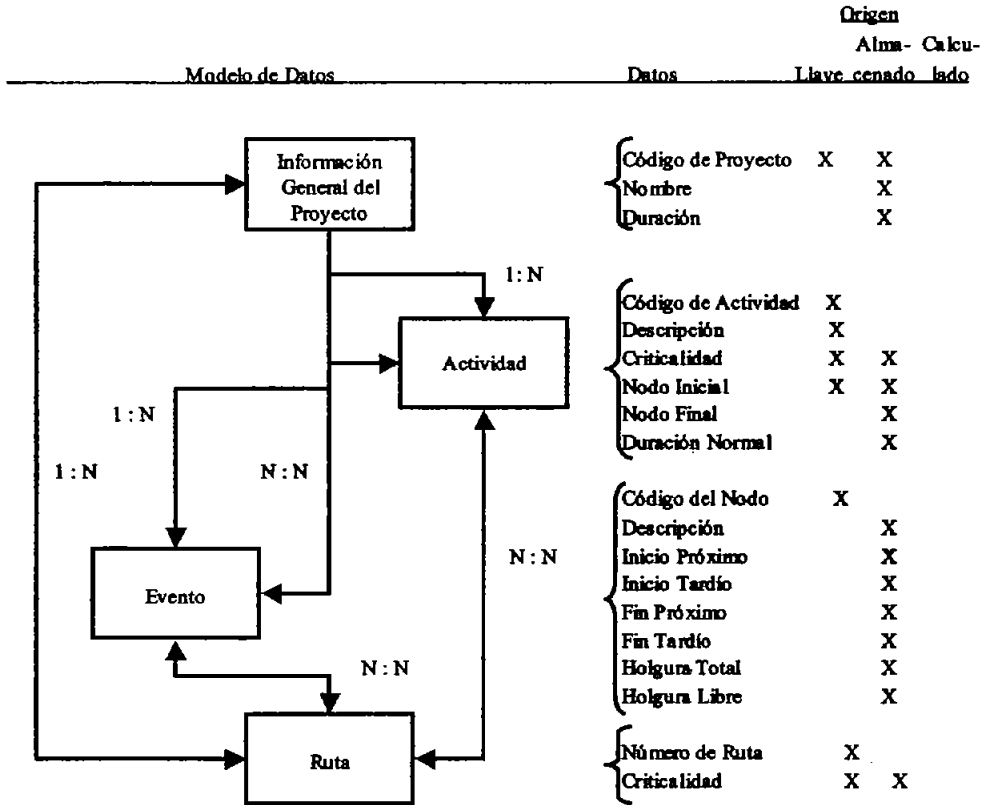 Origen
Alma- Calcu-
Modelo de Datos Datos Llave cenado lado
Información
General del
Proyecto
Código de Proyecto X X
Nombre X
Duración X
1 : N
Actividad
Código de Actividad X
Descripción X
Criticalidad X X
Nodo Inicial X X
Nodo Final X
Duración Normal X
1 : N
1 : N
N : N
N : N
Evento
Código del Nodo X
Descripción X
Inicio Próximo X
Inicio Tardío X
Fin Próximo X
Fin Tardío X
Holgura Total X
Holgura Libre X
N : N
Ruta
Número de Ruta X
Criticalidad X X